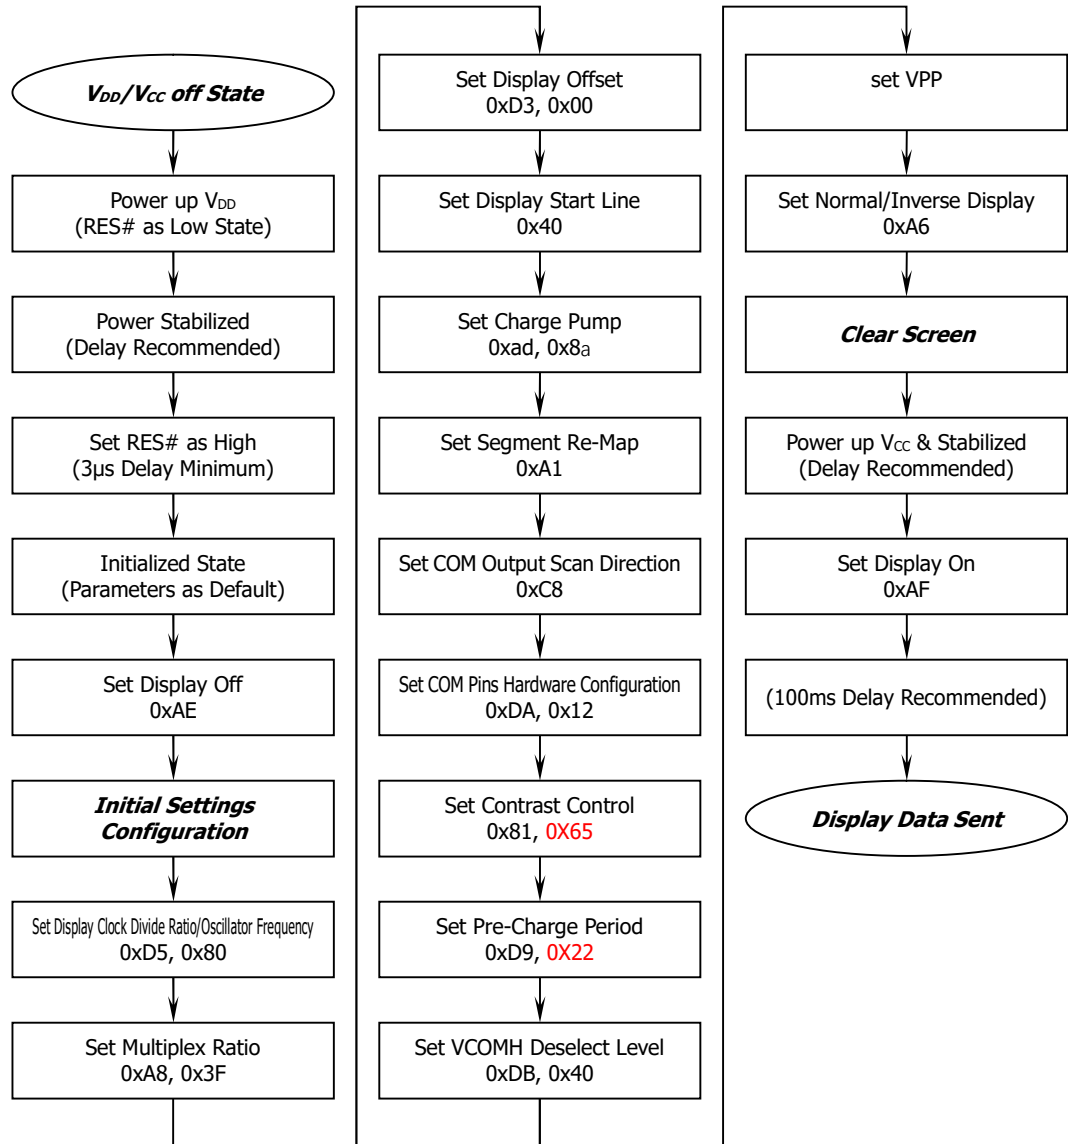 VDD/VCC off State
Power up VDD
(RES# as Low State)
Power Stabilized
(Delay Recommended)
Set RES# as High
(3µs Delay Minimum)
Initialized State
(Parameters as Default)
Set Display Off
0xAE
Initial Settings
Configuration
Set Display Clock Divide Ratio/Oscillator Frequency
0xD5, 0x80
Set Multiplex Ratio
0xA8, 0x3F
Set Display Offset
0xD3, 0x00
Set Display Start Line
0x40
Set Charge Pump
0xad, 0x8a
Set Segment Re-Map
0xA1
Set COM Output Scan Direction
0xC8
Set COM Pins Hardware Configuration
0xDA, 0x12
Set Contrast Control
0x81, 0X65
Set Pre-Charge Period
0xD9, 0X22
Set VCOMH Deselect Level
0xDB, 0x40
set VPP
Set Normal/Inverse Display
0xA6
Clear Screen
Power up VCC & Stabilized
(Delay Recommended)
Set Display On
0xAF
(100ms Delay Recommended)
Display Data Sent